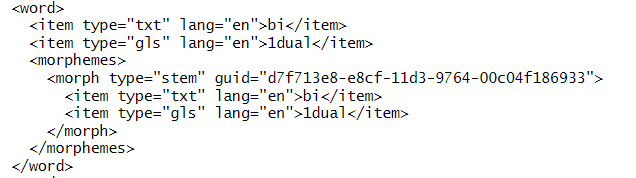 <word>
<item type="txt" lang="en">bi</item>
<item type="gls" lang="en">1dual</item>
<morphemes>
<morph type="stem" guid="d7f713e8-e8cf-11d3-9764-00c04f186933">
<item type="txt" lang="en">bi</item>
<item type="gls" lang="en">1dual</item>
</morph>
</morphemes>
</word>